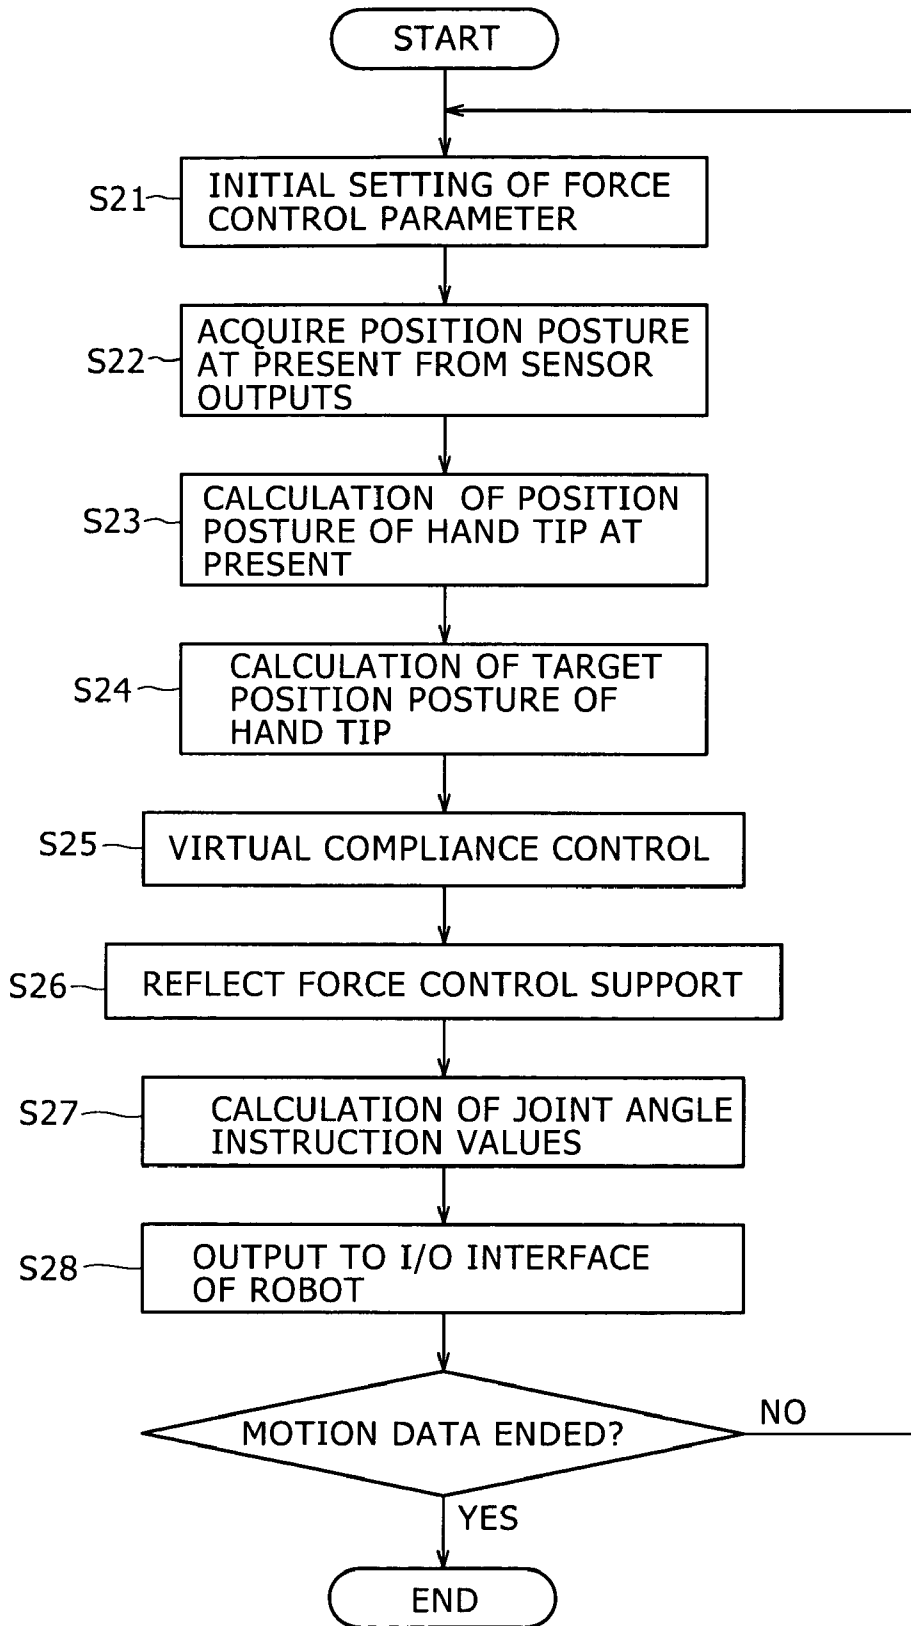 START
S21
INITIAL SETTING OF FORCE
CONTROL PARAMETER
S22
ACQUIRE POSITION POSTURE
AT PRESENT FROM SENSOR
OUTPUTS
S23
CALCULATION OF POSITION
POSTURE OF HAND TIP AT
PRESENT
S24
CALCULATION OF TARGET
POSITION POSTURE OF
HAND TIP
S25
VIRTUAL COMPLIANCE CONTROL
S26
REFLECT FORCE CONTROL SUPPORT
S27
CALCULATION OF JOINT ANGLE
INSTRUCTION VALUES
S28
OUTPUT TO I/O INTERFACE
OF ROBOT
MOTION DATA ENDED?
NO
YES
END